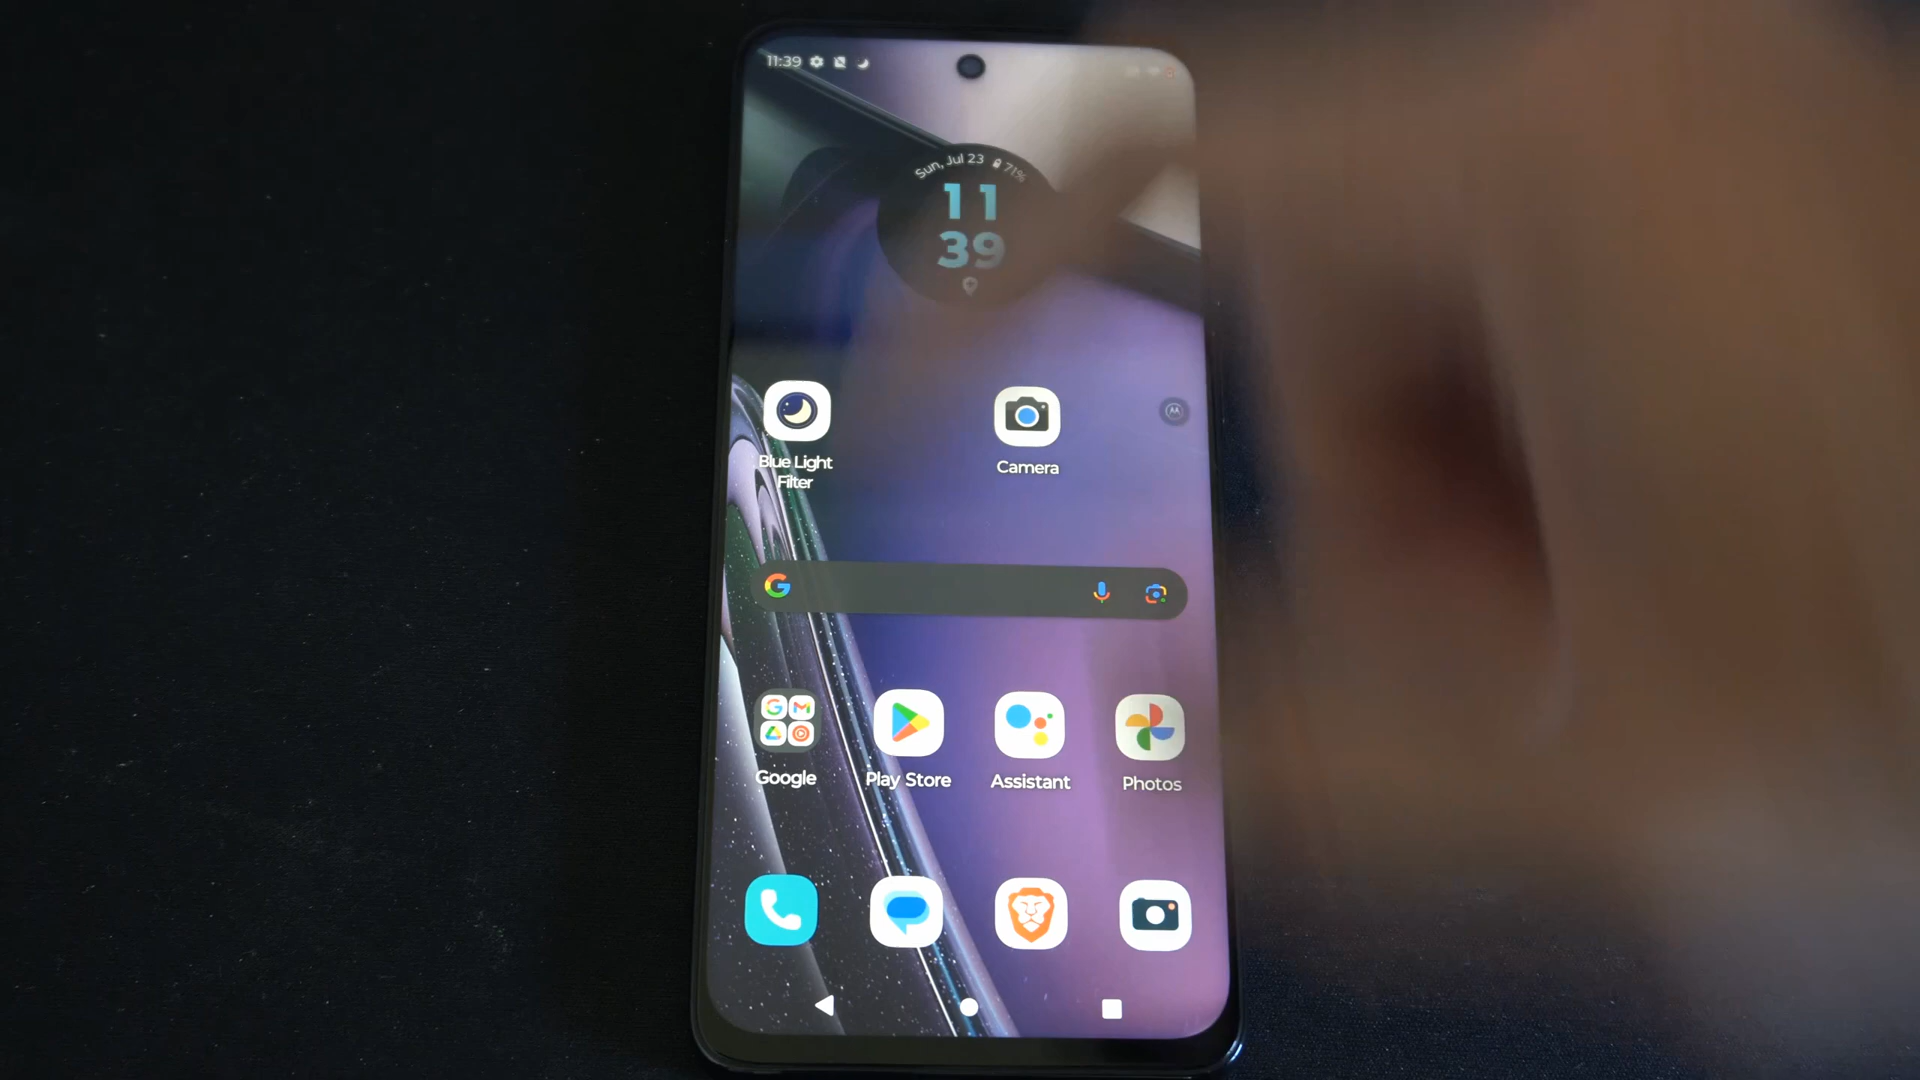 11:39
Sun, Jul 23 71%
11
39
Blue Light
Filter
Camera
Google
Play Store
Assistant
Photos